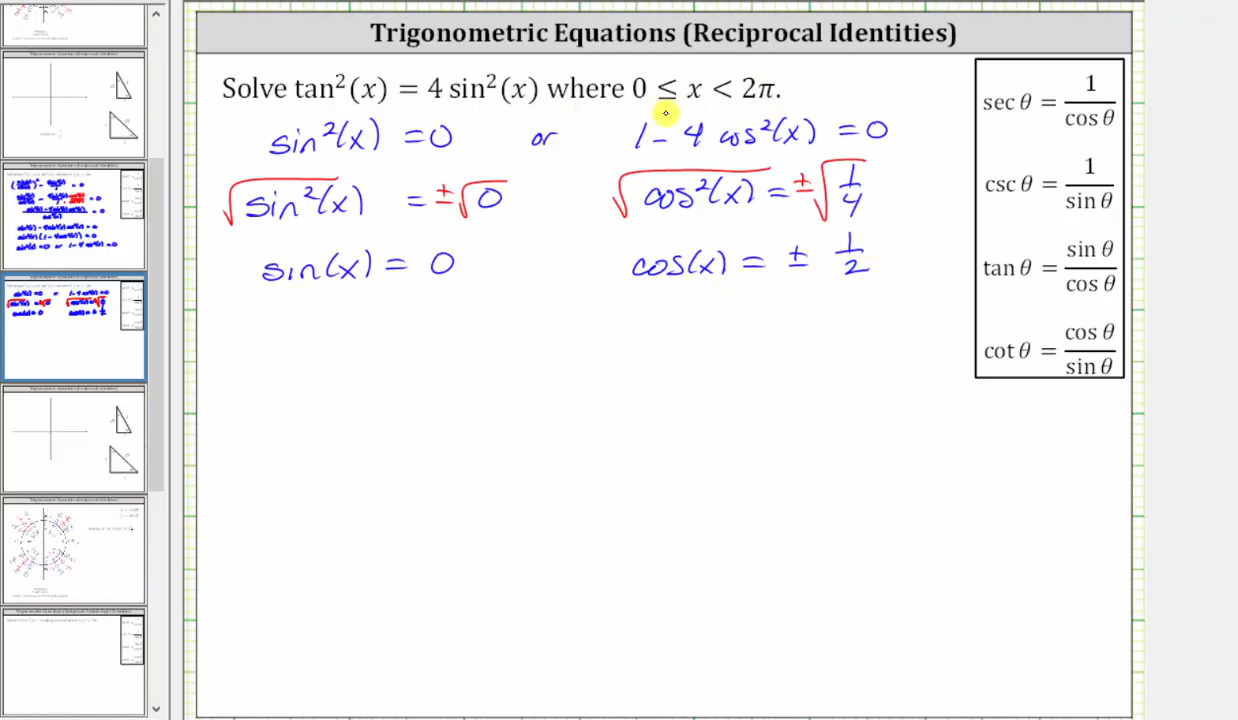 Trigonometric Equations (Reciprocal Identities)
Solve tan²(x) = 4 sin²(x) where 0 ≤ x < 2π.
sin²(x) = 0 or 1 - 4 cos²(x) = 0
√sin²(x) = ±√0 √cos²(x) = ±√1/4
sin(x) = 0 cos(x) = ± 1/2
sec θ = 1/cos θ
csc θ = 1/sin θ
tan θ = sin θ/cos θ
cot θ = cos θ/sin θ